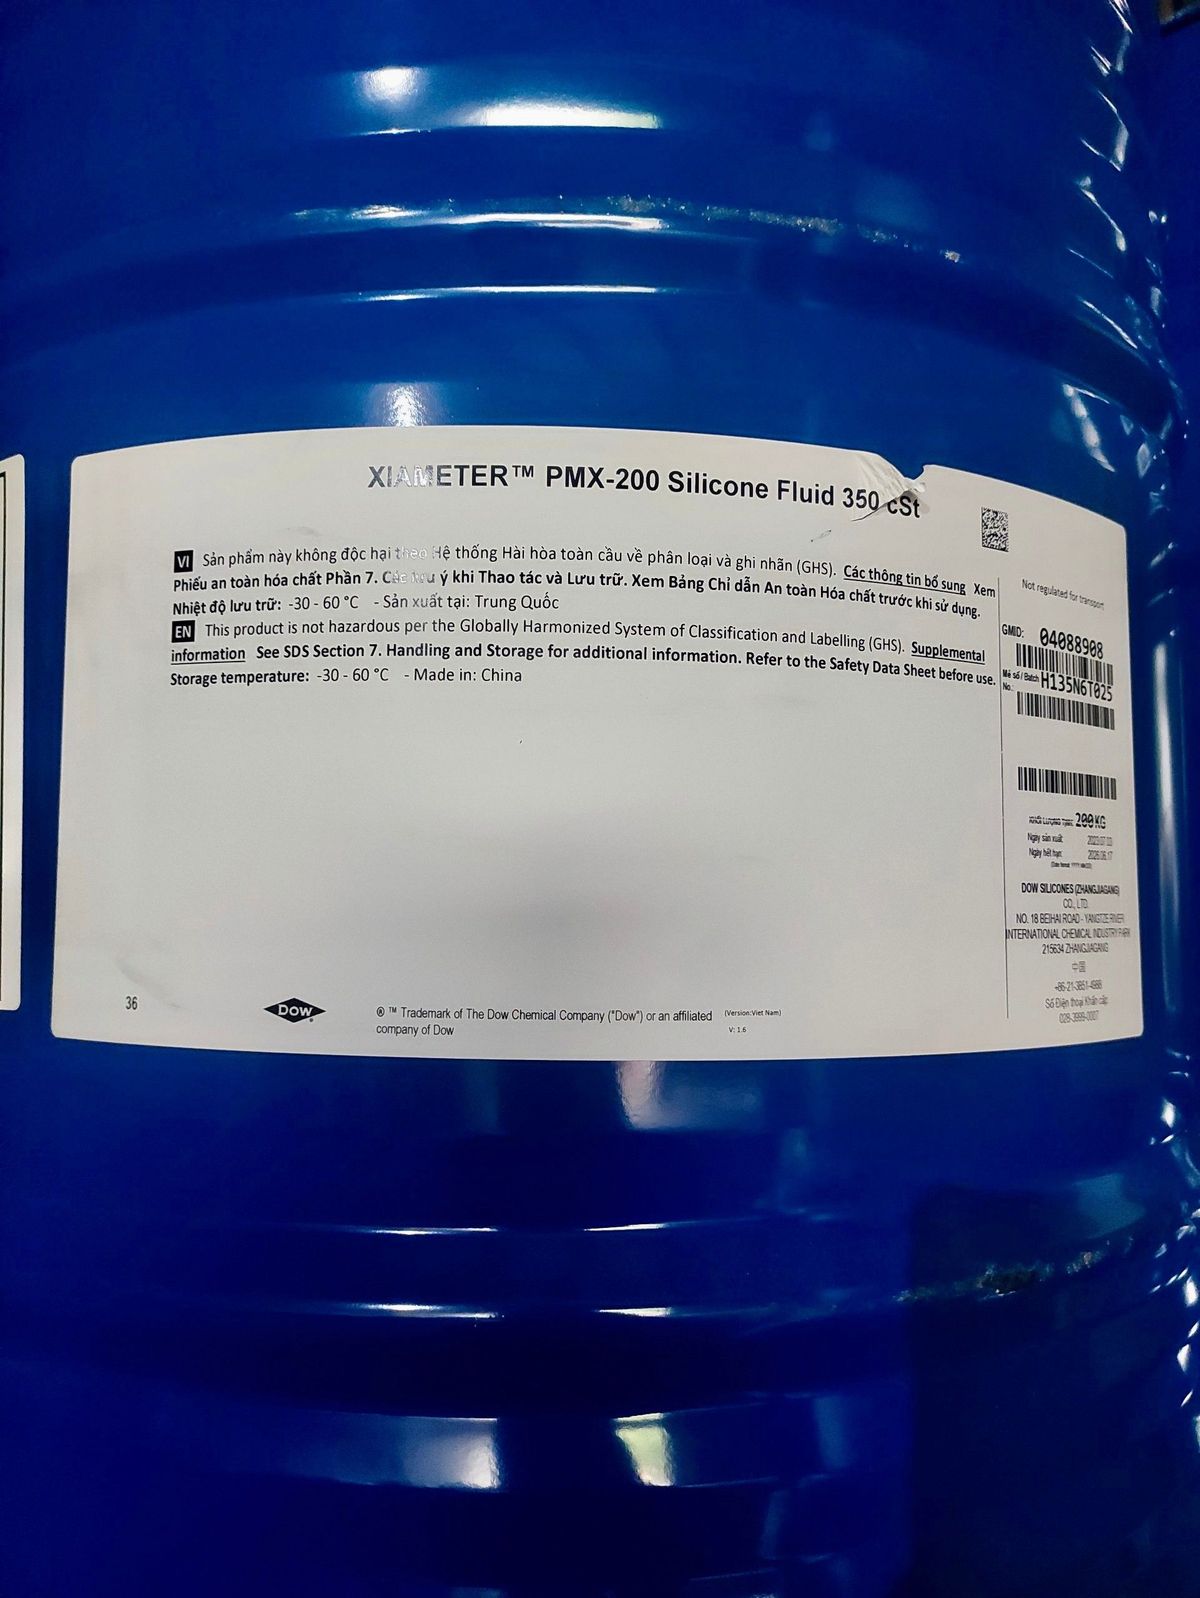 XIAMETER™ PMX-200 Silicone Fluid 350 cSt
VI Sản phẩm này không độc hại theo Hệ thống Hài hòa toàn cầu về phân loại và ghi nhãn (GHS). Các thông tin bổ sung Xem
Phiếu an toàn hóa chất Phần 7. Các lưu ý khi Thao tác và Lưu trữ. Xem Bảng Chỉ dẫn An toàn Hóa chất trước khi sử dụng.
Nhiệt độ lưu trữ: -30 - 60 °C - Sản xuất tại: Trung Quốc
EN This product is not hazardous per the Globally Harmonized System of Classification and Labelling (GHS). Supplemental
information See SDS Section 7. Handling and Storage for additional information. Refer to the Safety Data Sheet before use.
Storage temperature: -30 - 60 °C - Made in: China
Not regulated for transport
GMID: 04088908
Mẻ số / Batch No.: H135N6T025
200 KG
Ngày sản xuất:
Ngày hết hạn:
DOW SILICONES (ZHANGJIAGANG)
CO., LTD.
NO. 18 BEIHAI ROAD - YANGTZE RIVER
INTERNATIONAL CHEMICAL INDUSTRY PARK
215634 ZHANGJIAGANG
中国
+86-21-3851-4988
Số Điện thoại Khẩn cấp
028-3999-0007
36
DOW
® ™ Trademark of The Dow Chemical Company ("Dow") or an affiliated
company of Dow
(Version:Viet Nam)
V: 1.6